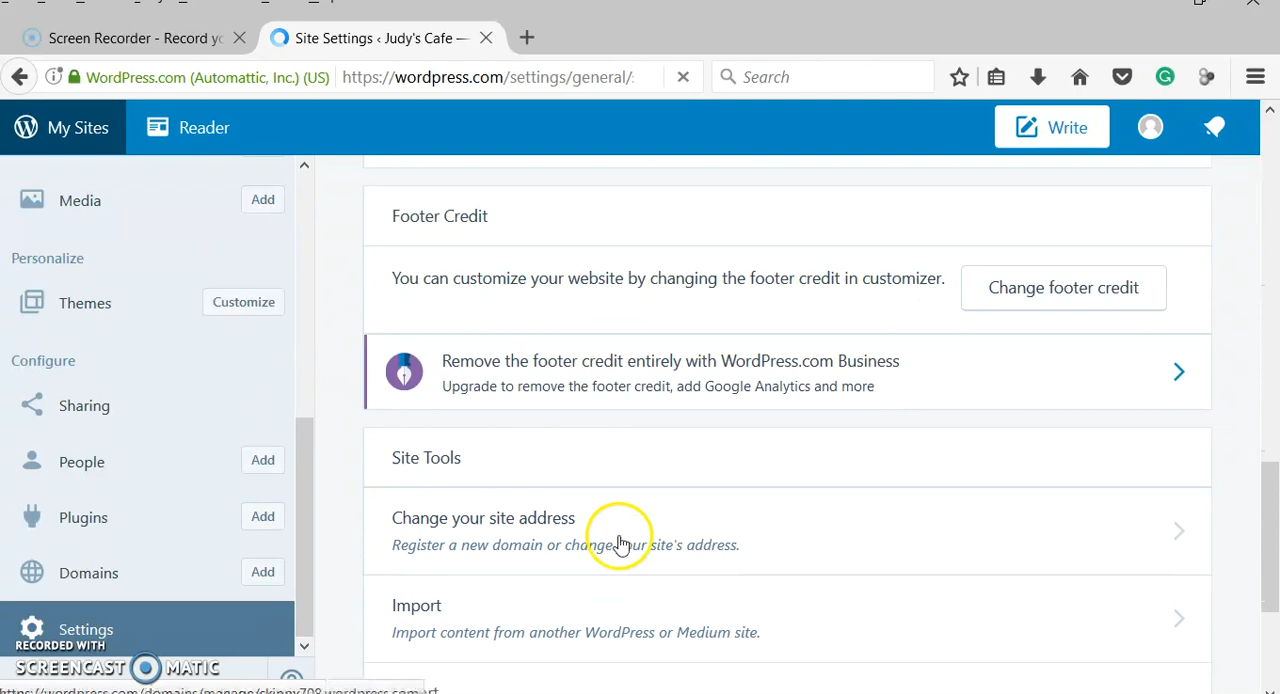 Screen Recorder - Record yo
Site Settings ‹ Judy's Cafe —
WordPress.com (Automattic, Inc.) (US)
https://wordpress.com/settings/general/
Search
My Sites
Reader
Write
Media
Add
Personalize
Themes
Customize
Configure
Sharing
People
Add
Plugins
Add
Domains
Add
Settings
RECORDED WITH
SCREENCAST MATIC
Footer Credit
You can customize your website by changing the footer credit in customizer.
Change footer credit
Remove the footer credit entirely with WordPress.com Business
Upgrade to remove the footer credit, add Google Analytics and more
Site Tools
Change your site address
Register a new domain or change your site's address.
Import
Import content from another WordPress or Medium site.